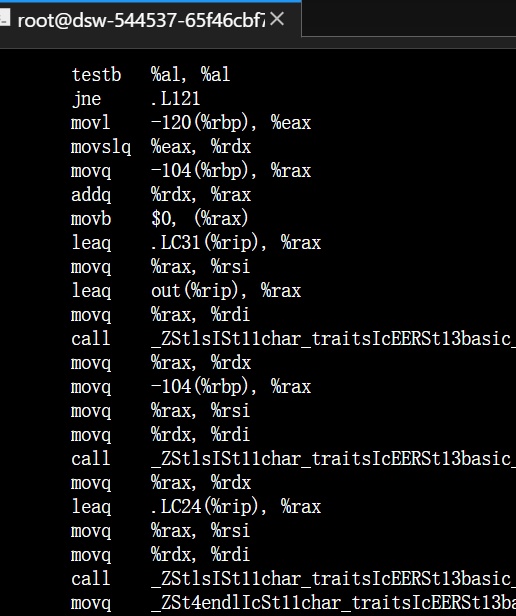 root@dsw-544537-65f46cbf7
testb %al, %al
jne .L121
movl -120(%rbp), %eax
movslq %eax, %rdx
movq -104(%rbp), %rax
addq %rdx, %rax
movb $0, (%rax)
leaq .LC31(%rip), %rax
movq %rax, %rsi
leaq out(%rip), %rax
movq %rax, %rdi
call _ZStlsISt11char_traitsIcEERSt13basic_
movq %rax, %rdx
movq -104(%rbp), %rax
movq %rax, %rsi
movq %rdx, %rdi
call _ZStlsISt11char_traitsIcEERSt13basic_
movq %rax, %rdx
leaq .LC24(%rip), %rax
movq %rax, %rsi
movq %rdx, %rdi
call _ZStlsISt11char_traitsIcEERSt13basic_
movq _ZSt4endlIcSt11char_traitsIcEERSt13ba